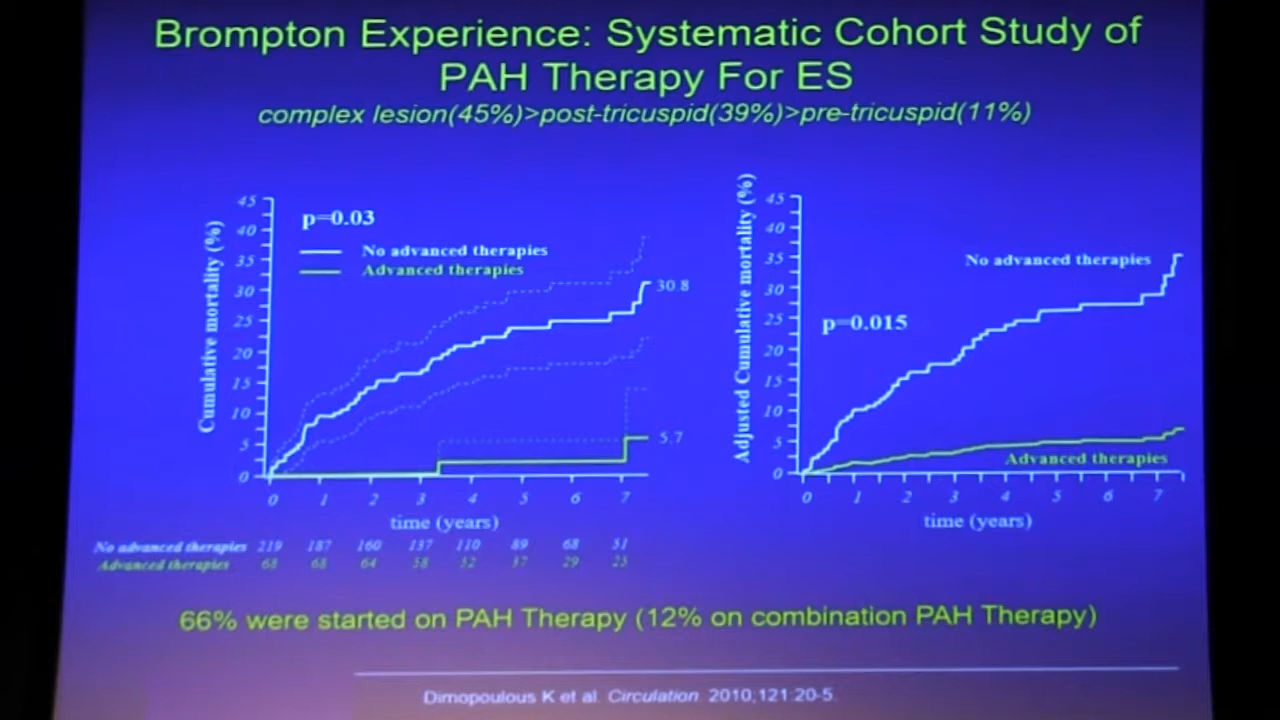 Brompton Experience: Systematic Cohort Study of
PAH Therapy For ES
complex lesion(45%)>post-tricuspid(39%)>pre-tricuspid(11%)
Cumulative mortality (%)
45
40
35
30
25
20
15
10
5
0
p=0.03
No advanced therapies
Advanced therapies
30.8
5.7
0 1 2 3 4 5 6 7
time (years)
No advanced therapies 219 187 160 137 110 89 68 51
Advanced therapies 68 68 64 58 52 37 29 25
Adjusted Cumulative mortality (%)
45
40
35
30
25
20
15
10
5
0
No advanced therapies
p=0.015
Advanced therapies
0 1 2 3 4 5 6 7
time (years)
66% were started on PAH Therapy (12% on combination PAH Therapy)
Dimopoulous K et al. Circulation. 2010;121:20-5.